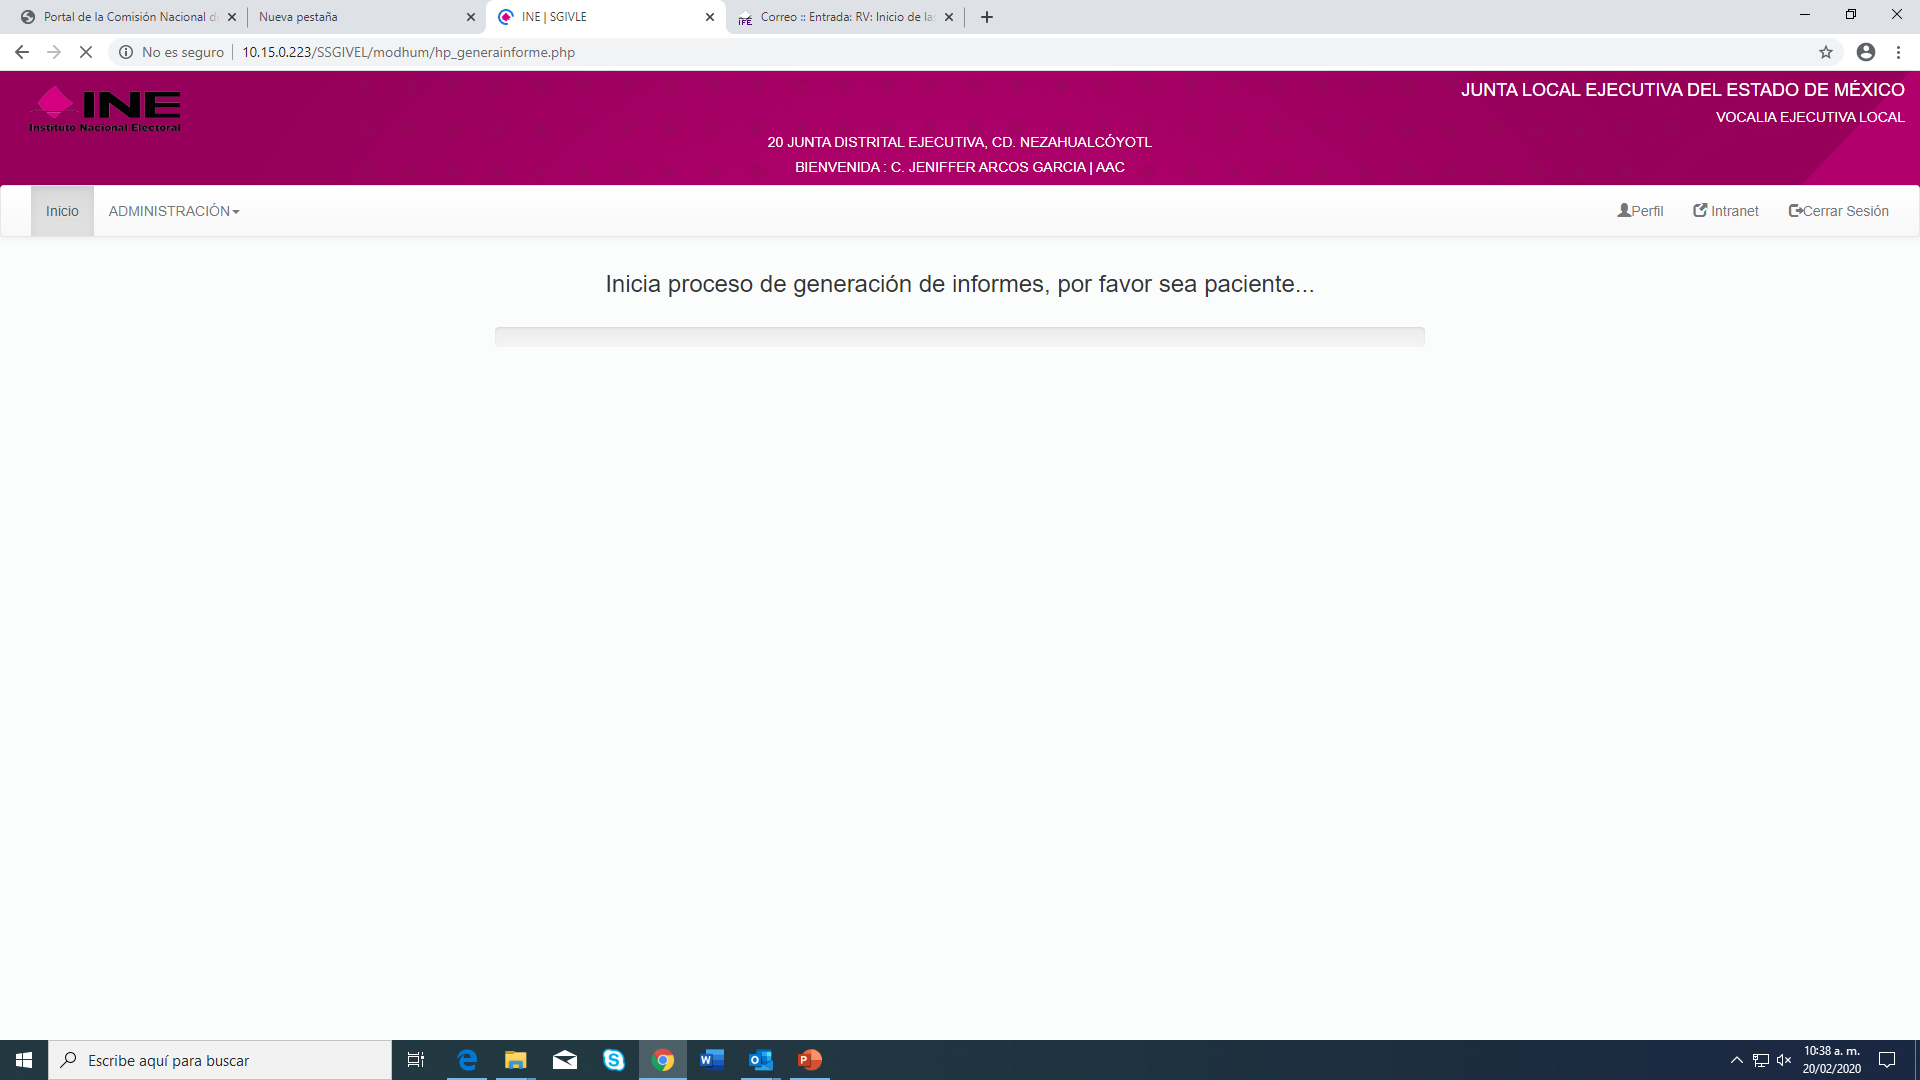 Portal de la Comisión Nacional d
Nueva pestaña
INE | SGIVLE
Correo :: Entrada: RV: Inicio de la
No es seguro
10.15.0.223/SSGIVEL/modhum/hp_generainforme.php
INE
Instituto Nacional Electoral
JUNTA LOCAL EJECUTIVA DEL ESTADO DE MÉXICO
VOCALIA EJECUTIVA LOCAL
20 JUNTA DISTRITAL EJECUTIVA, CD. NEZAHUALCÓYOTL
BIENVENIDA : C. JENIFFER ARCOS GARCIA | AAC
Inicio
ADMINISTRACIÓN
Perfil
Intranet
Cerrar Sesión
Inicia proceso de generación de informes, por favor sea paciente...
Escribe aquí para buscar
10:38 a. m.
20/02/2020